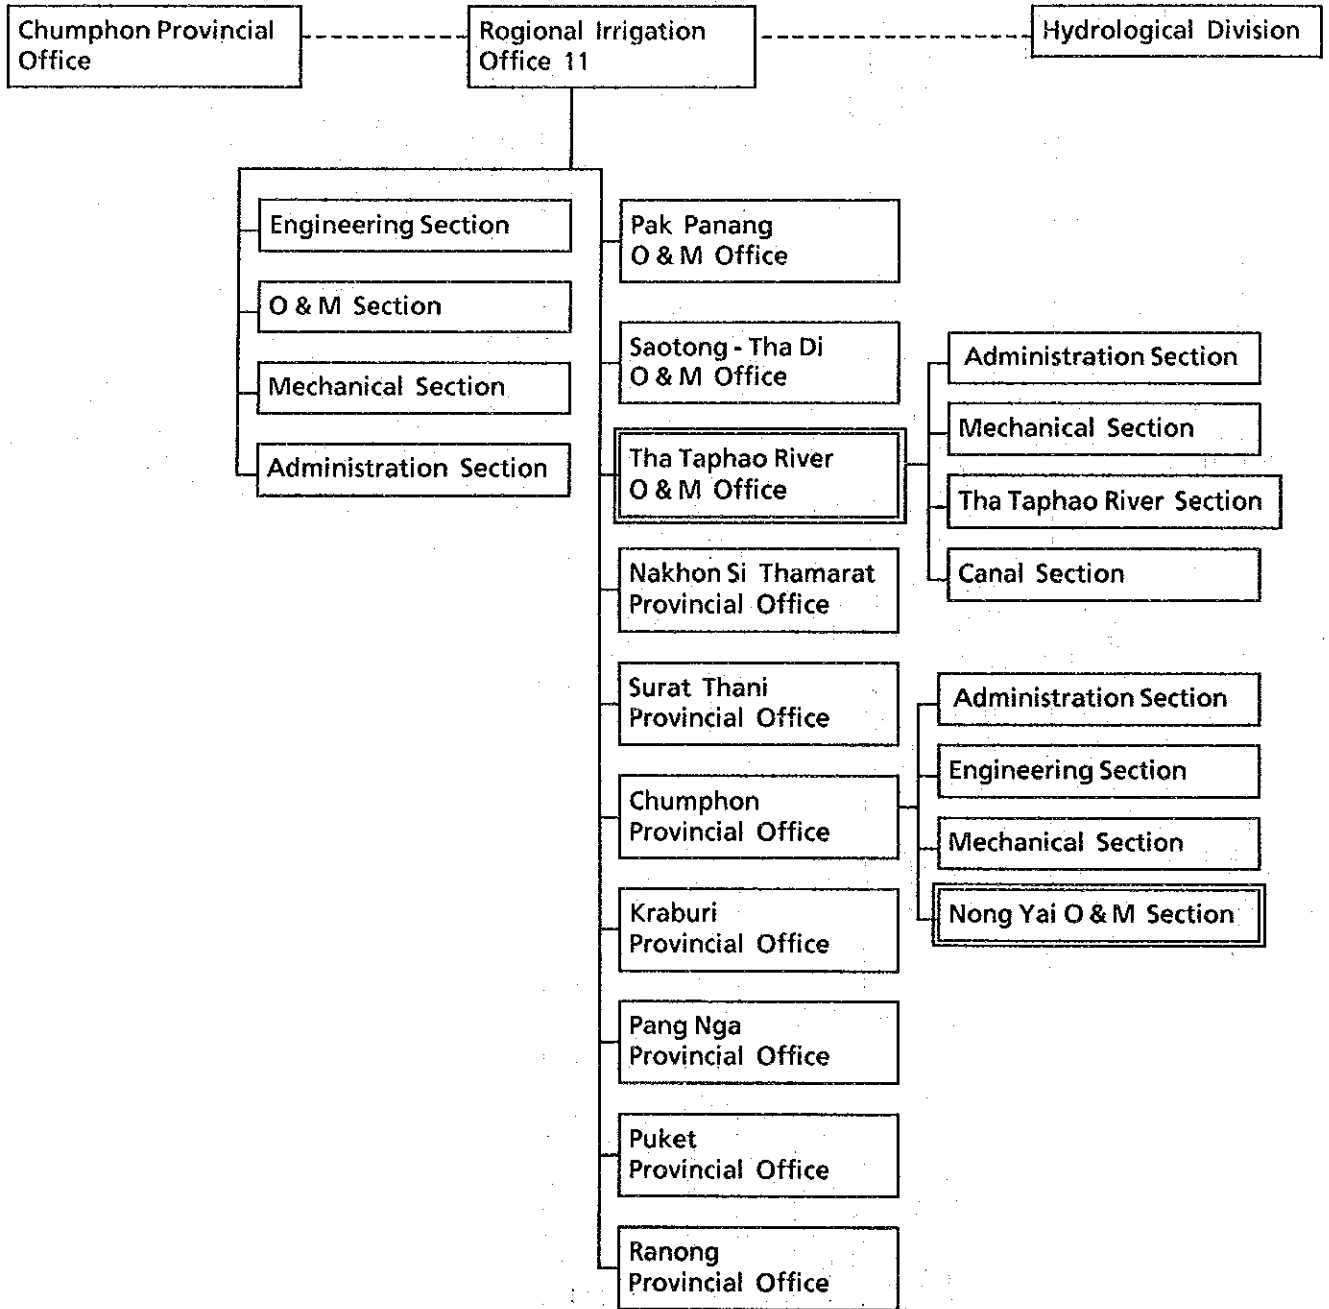 Chumphon Provincial
Office
Rogional Irrigation
Office 11
Hydrological Division
Engineering Section
O & M Section
Mechanical Section
Administration Section
Pak Panang
O & M Office
Saotong - Tha Di
O & M Office
Tha Taphao River
O & M Office
Nakhon Si Thamarat
Provincial Office
Surat Thani
Provincial Office
Chumphon
Provincial Office
Kraburi
Provincial Office
Pang Nga
Provincial Office
Puket
Provincial Office
Ranong
Provincial Office
Administration Section
Mechanical Section
Tha Taphao River Section
Canal Section
Administration Section
Engineering Section
Mechanical Section
Nong Yai O & M Section